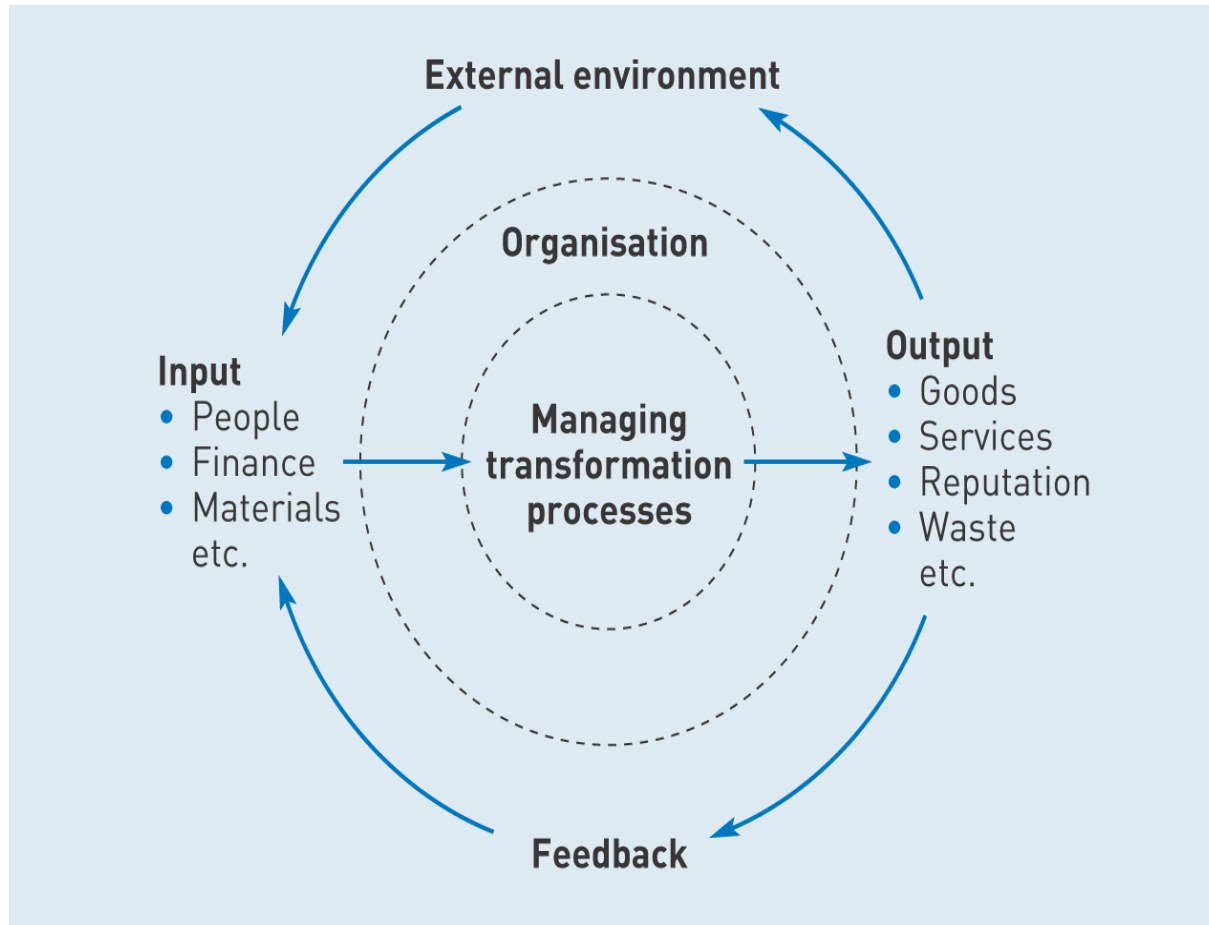 External environment
Organisation
Input
• People
• Finance
• Materials
etc.
Managing
transformation
processes
Output
• Goods
• Services
• Reputation
• Waste
etc.
Feedback